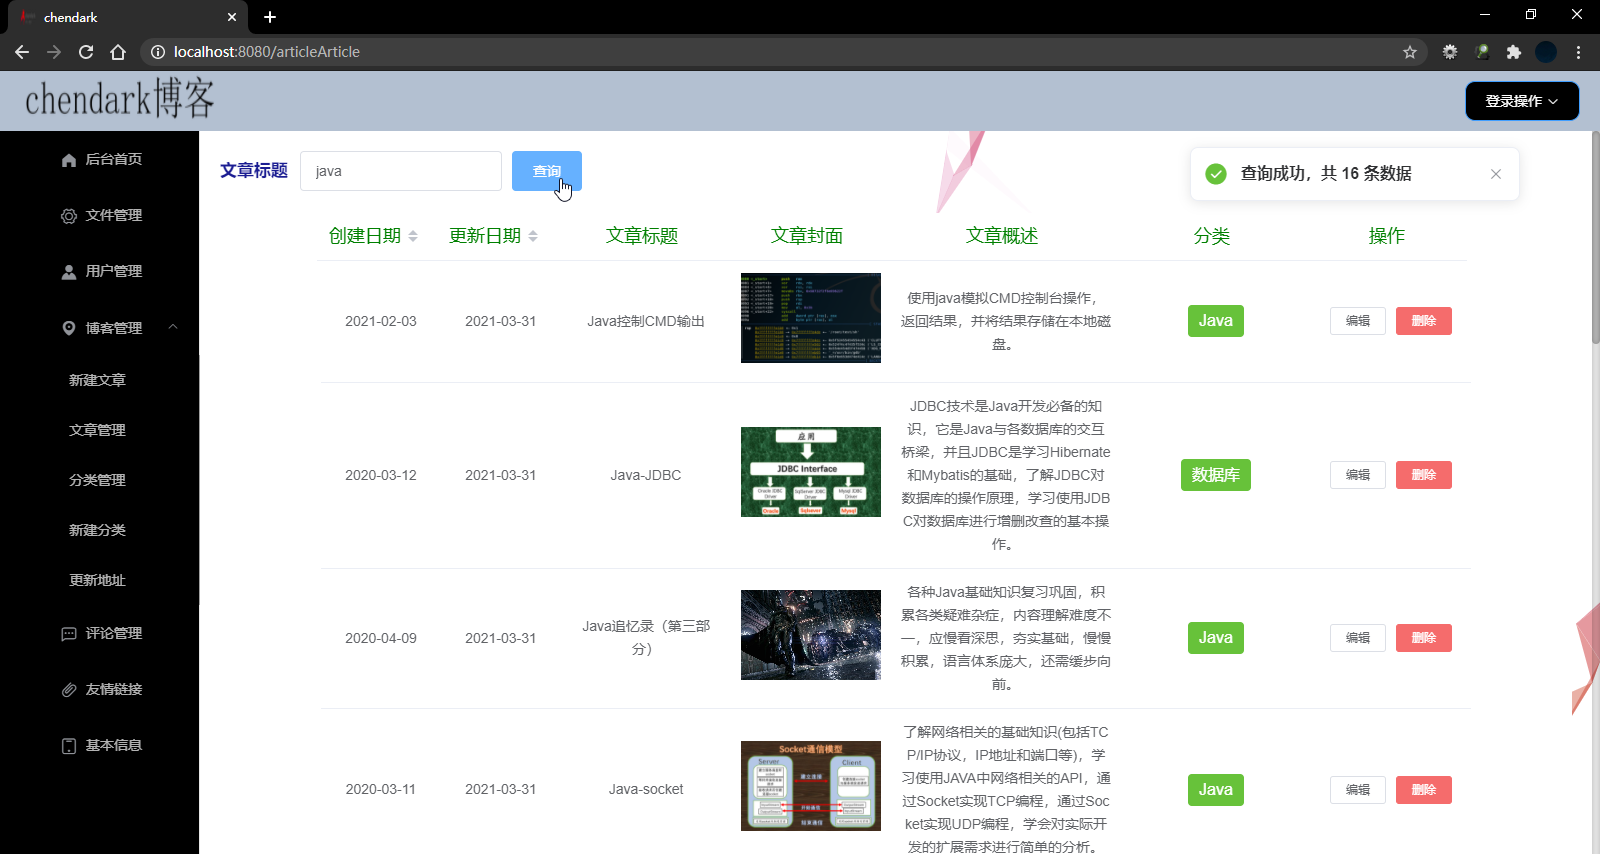 chendark
localhost:8080/articleArticle
chendark博客
登录操作
后台首页
文件管理
用户管理
博客管理
新建文章
文章管理
分类管理
新建分类
更新地址
评论管理
友情链接
基本信息
文章标题
java
查询
查询成功，共 16 条数据
创建日期 更新日期 文章标题 文章封面 文章概述 分类 操作
2021-02-03 2021-03-31 Java控制CMD输出
使用java模拟CMD控制台操作，
返回结果，并将结果存储在本地磁
盘。
Java
编辑 删除
2020-03-12 2021-03-31 Java-JDBC
应用
JDBC Interface
Oracle JDBC Driver
SqlServer JDBC Driver
Mysql JDBC Driver
Oracle
Sqlsever
Mysql
JDBC技术是Java开发必备的知
识，它是Java与各数据库的交互
桥梁，并且JDBC是学习Hibernate
和Mybatis的基础，了解JDBC对
数据库的操作原理，学习使用JDB
C对数据库进行增删改查的基本操
作。
数据库
编辑 删除
2020-04-09 2021-03-31
Java追忆录（第三部
分）
各种Java基础知识复习巩固，积
累各类疑难杂症，内容理解难度不
一，应慢看深思，夯实基础，慢慢
积累，语言体系庞大，还需缓步向
前。
Java
编辑 删除
2020-03-11 2021-03-31 Java-socket
Socket通信模型
Server
Client
建立连接
开始通信
结束通信
了解网络相关的基础知识(包括TC
P/IP协议，IP地址和端口等)，学
习使用JAVA中网络相关的API，通
过Socket实现TCP编程，通过Soc
ket实现UDP编程，学会对实际开
发的扩展需求进行简单的分析。
Java
编辑 删除